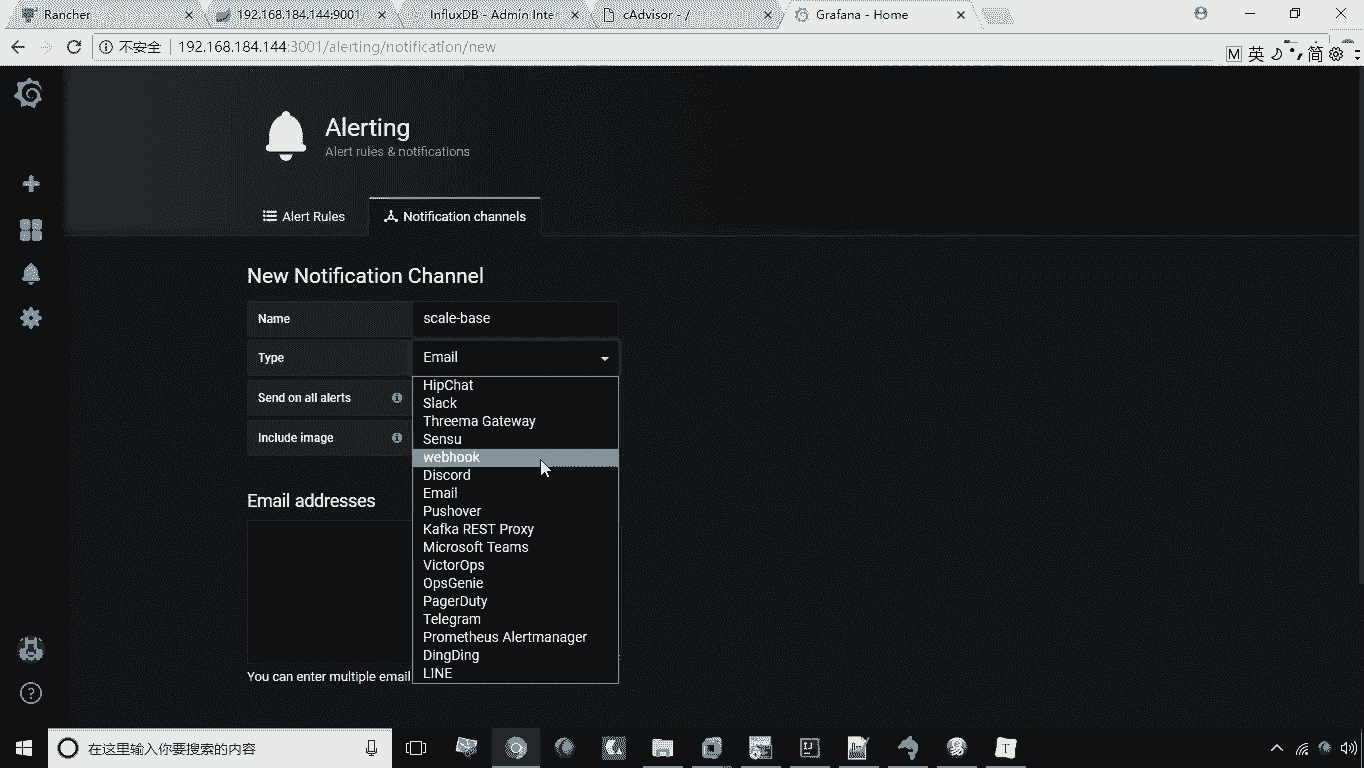 Rancher
192.168.184.144:9001/
InfluxDB - Admin Inter
cAdvisor - /
Grafana - Home
不安全
192.168.184.144:3001/alerting/notification/new
M 英 简
Alerting
Alert rules & notifications
Alert Rules
Notification channels
New Notification Channel
Name
scale-base
Type
Email
Send on all alerts
Include image
HipChat
Slack
Threema Gateway
Sensu
webhook
Discord
Email
Pushover
Kafka REST Proxy
Microsoft Teams
VictorOps
OpsGenie
PagerDuty
Telegram
Prometheus Alertmanager
DingDing
LINE
Email addresses
You can enter multiple email
在这里输入你要搜索的内容